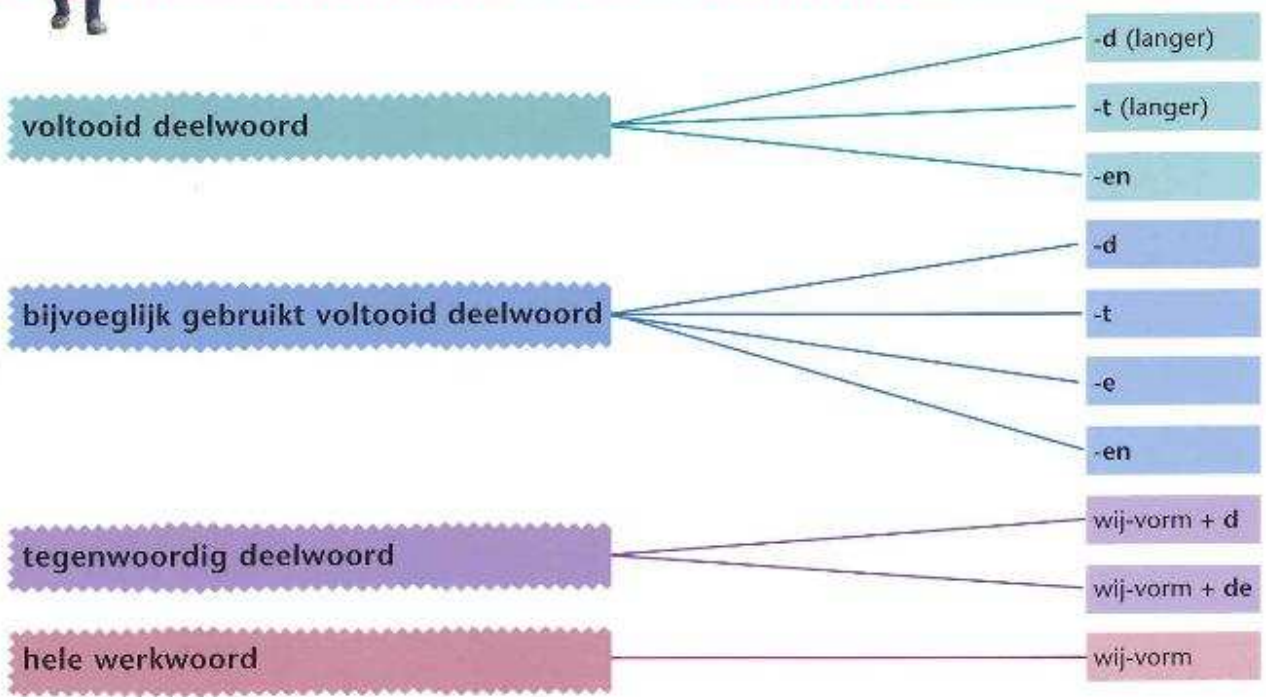 voltooid deelwoord
-d (langer)
-t (langer)
-en
bijvoeglijk gebruikt voltooid deelwoord
-d
-t
-e
-en
tegenwoordig deelwoord
wij-vorm + d
wij-vorm + de
hele werkwoord
wij-vorm